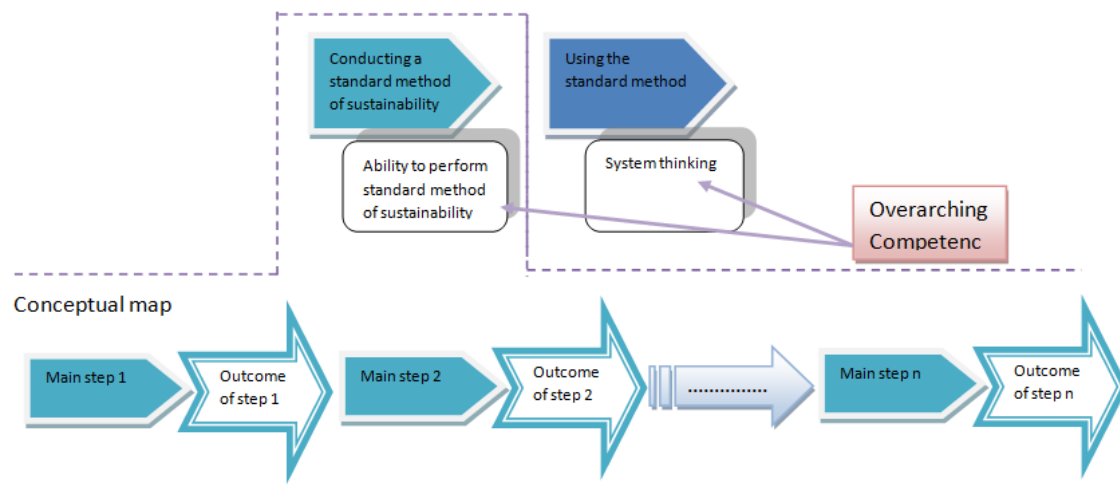 Conducting a
standard method
of sustainability
Using the
standard method
Ability to perform
standard method
of sustainability
System thinking
Overarching
Competenc
Conceptual map
Main step 1
Outcome
of step 1
Main step 2
Outcome
of step 2
...............
Main step n
Outcome
of step n